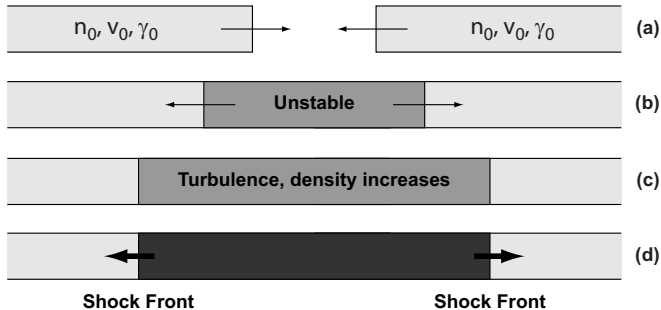 n₀, v₀, γ₀ n₀, v₀, γ₀ (a)
Unstable (b)
Turbulence, density increases (c)
(d)
Shock Front Shock Front